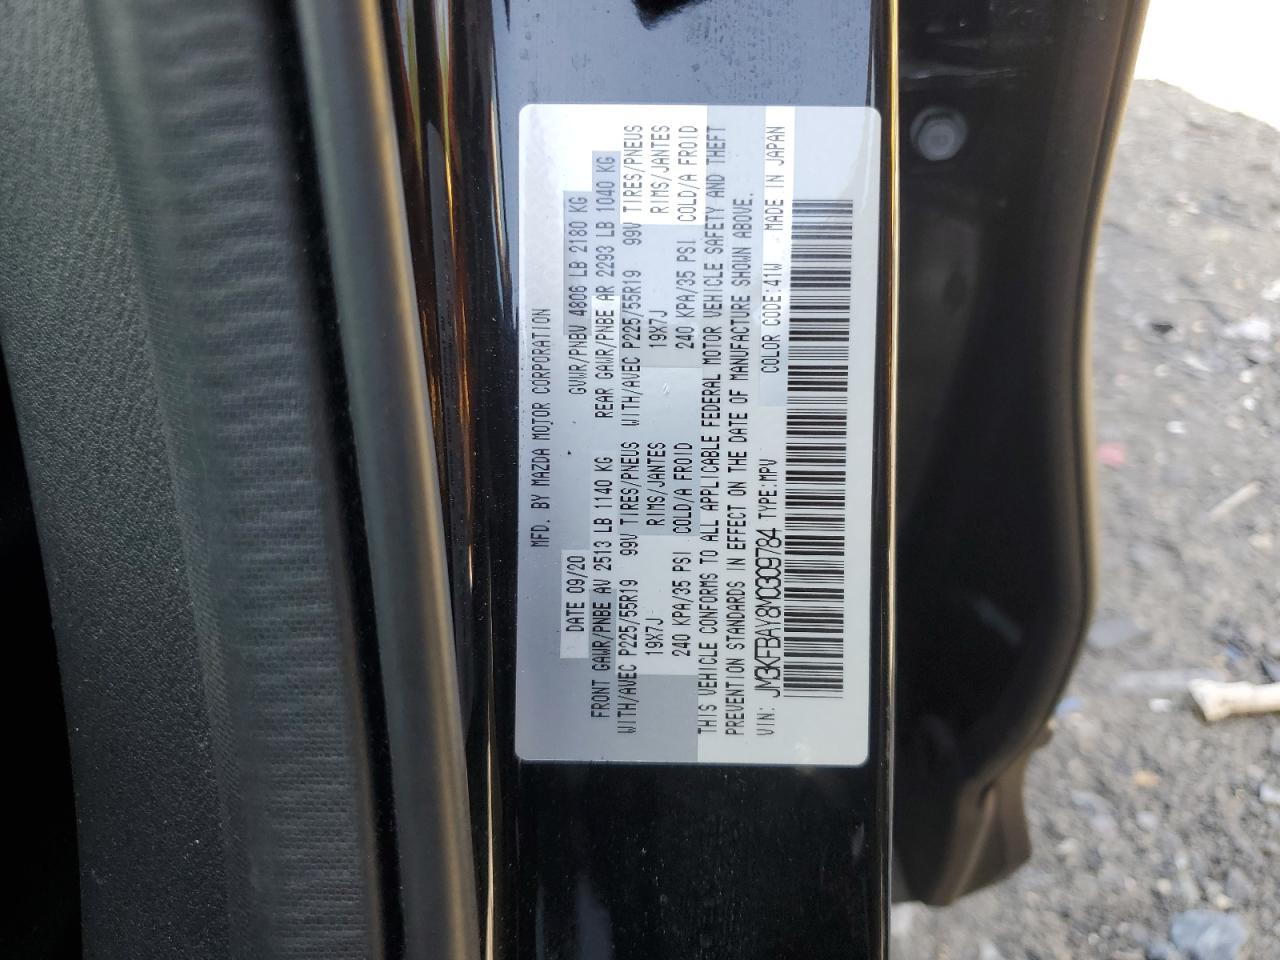 MFD. BY MAZDA MOTOR CORPORATION
DATE 09/20 GVWR/PNBV 4806 LB 2180 KG
FRONT GAWR/PNBE AV 2513 LB 1140 KG REAR GAWR/PNBE AR 2293 LB 1040 KG
WITH/AVEC P225/55R19 99V TIRES/PNEUS WITH/AVEC P225/55R19 99V TIRES/PNEUS
19X7J RIMS/JANTES 19X7J RIMS/JANTES
240 KPA/35 PSI COLD/A FROID 240 KPA/35 PSI COLD/A FROID
THIS VEHICLE CONFORMS TO ALL APPLICABLE FEDERAL MOTOR VEHICLE SAFETY AND THEFT
PREVENTION STANDARDS IN EFFECT ON THE DATE OF MANUFACTURE SHOWN ABOVE.
VIN: JM3KFBAY8M0309784 TYPE:MPV COLOR CODE:41W MADE IN JAPAN